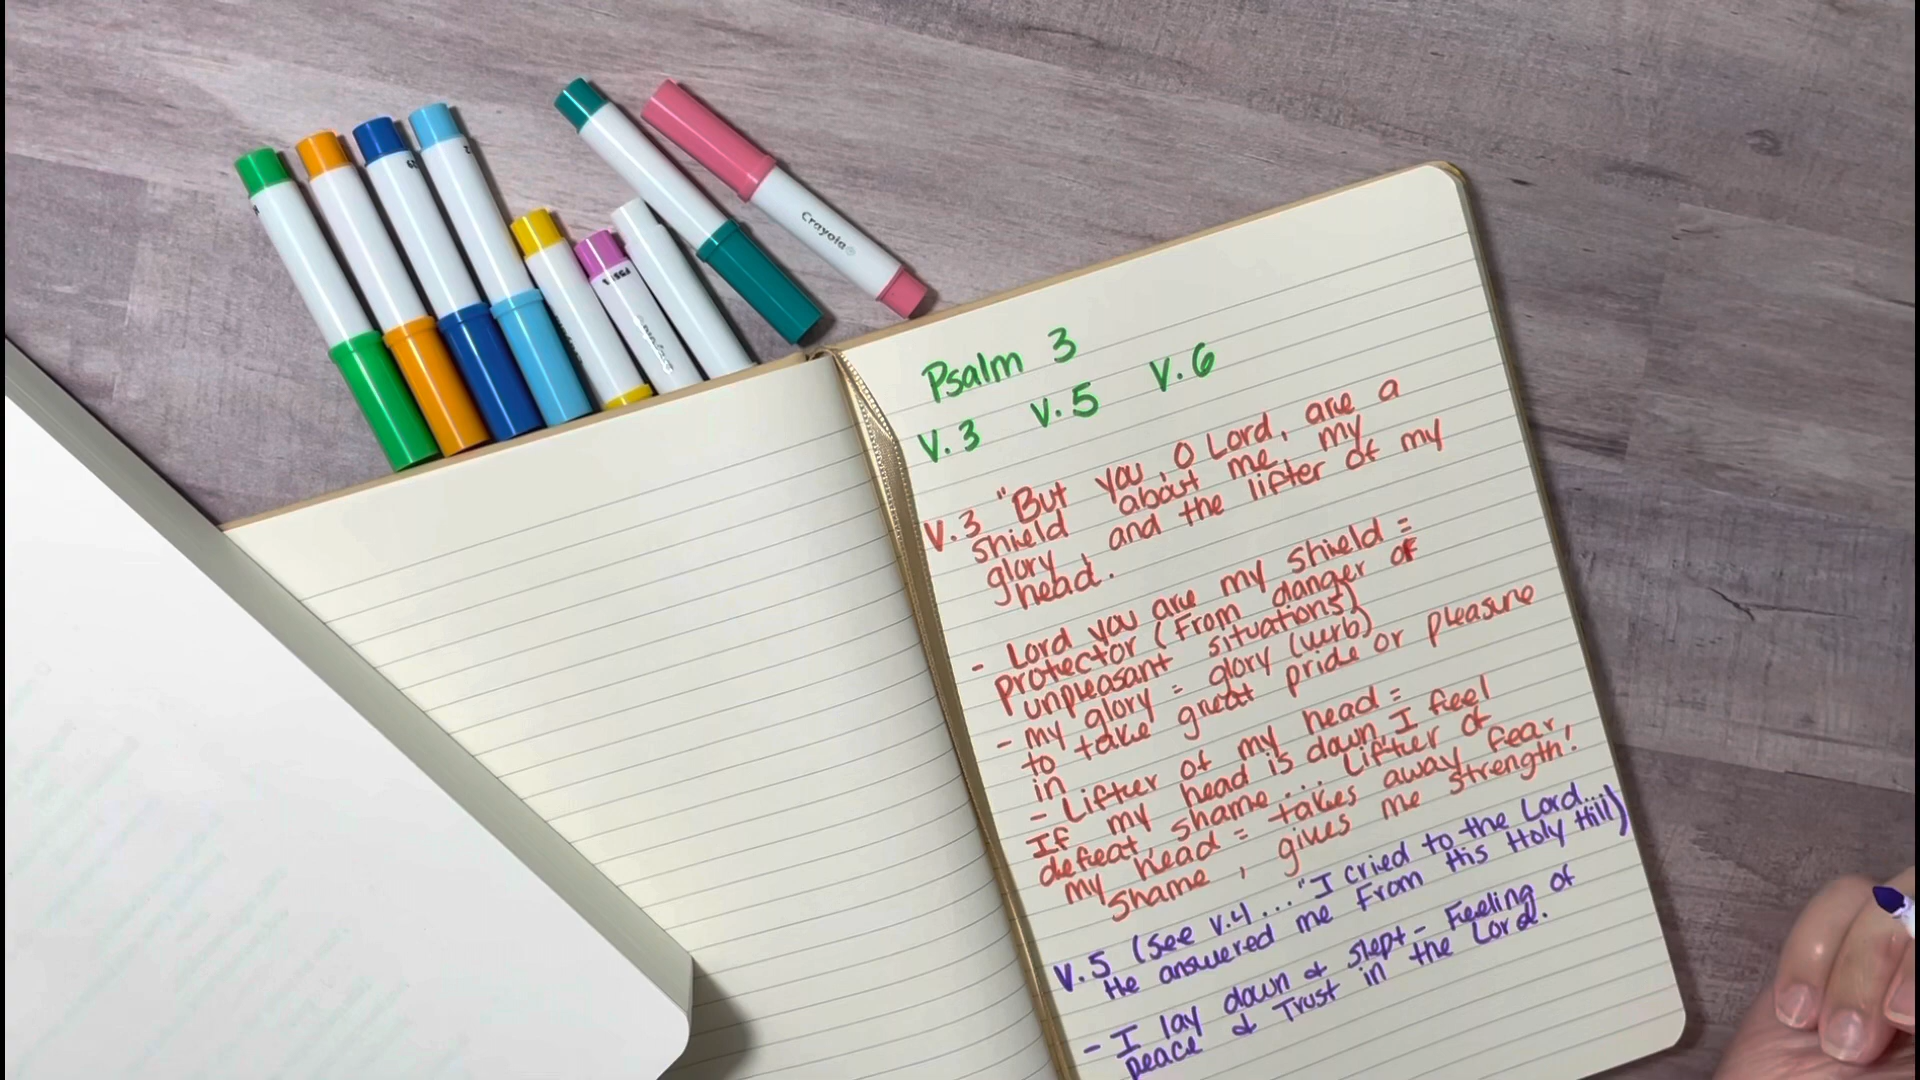 Crayola
Psalm 3
V.3 V.5 V.6
V.3 "But you, O Lord, are a
shield about me, my
glory, and the lifter of my
head.
- Lord you are my shield =
protector (From danger or
unpleasant situations)
- my glory = glory (verb)
to take great pride or pleasure
in
- Lifter of my head =
If my head is down, I feel
defeat, shame... Lifter of
my head = takes away fear,
shame, gives me strength!
V.5 (see v.4... "I cried to the Lord...
He answered me From His Holy Hill)
- I lay down & slept - Feeling of
peace & Trust in the Lord.